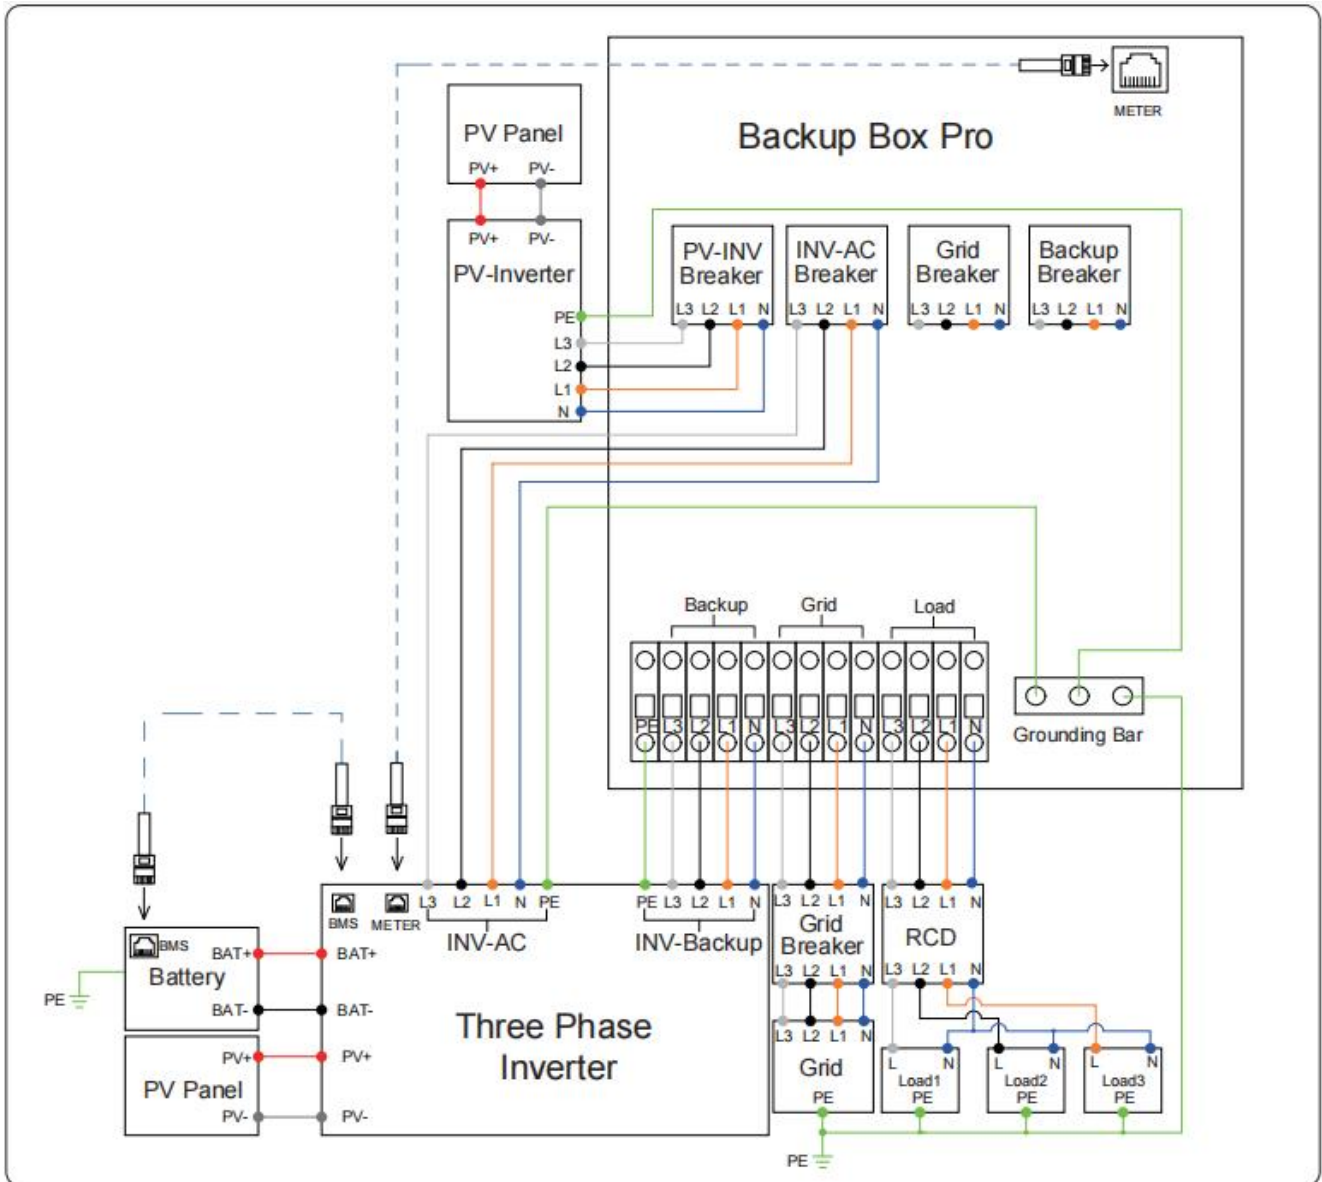 METER
Backup Box Pro
PV Panel
PV+ PV-
PV+ PV-
PV-Inverter
PE
L3
L2
L1
N
PV-INV
Breaker
L3 L2 L1 N
INV-AC
Breaker
L3 L2 L1 N
Grid
Breaker
L3 L2 L1 N
Backup
Breaker
L3 L2 L1 N
Backup Grid Load
PE L3 L2 L1 N L3 L2 L1 N L3 L2 L1 N
Grounding Bar
BMS
METER
L3 L2 L1 N PE
INV-AC
PE L3 L2 L1 N
INV-Backup
BAT+
BAT-
PV+
PV-
Three Phase
Inverter
BMS
Battery
BAT+
BAT-
PE
PV Panel
PV+
PV-
L3 L2 L1 N
Grid
Breaker
L3 L2 L1 N
L3 L2 L1 N
Grid
PE
PE
L3 L2 L1 N
RCD
L3 L2 L1 N
L N
Load1
PE
L N
Load2
PE
L N
Load3
PE